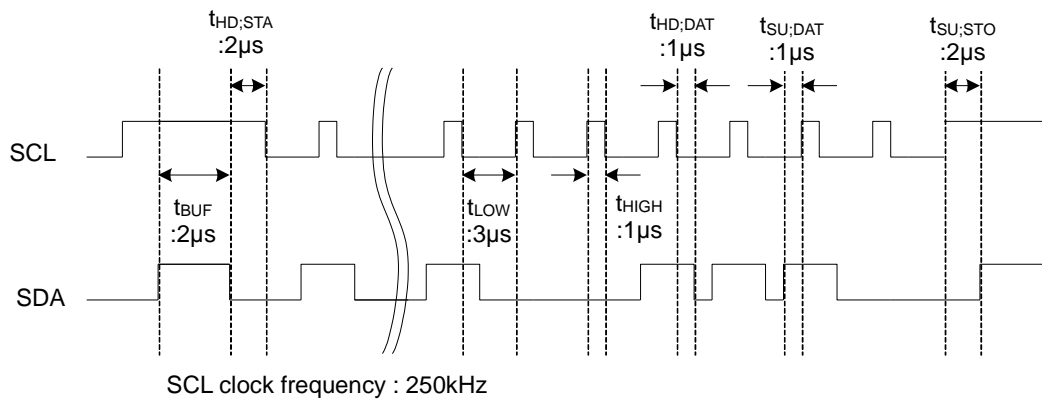 tHD;STA
:2µs
tHD;DAT
:1µs
tSU;DAT
:1µs
tSU;STO
:2µs
SCL
tBUF
:2µs
tLOW
:3µs
tHIGH
:1µs
SDA
SCL clock frequency : 250kHz